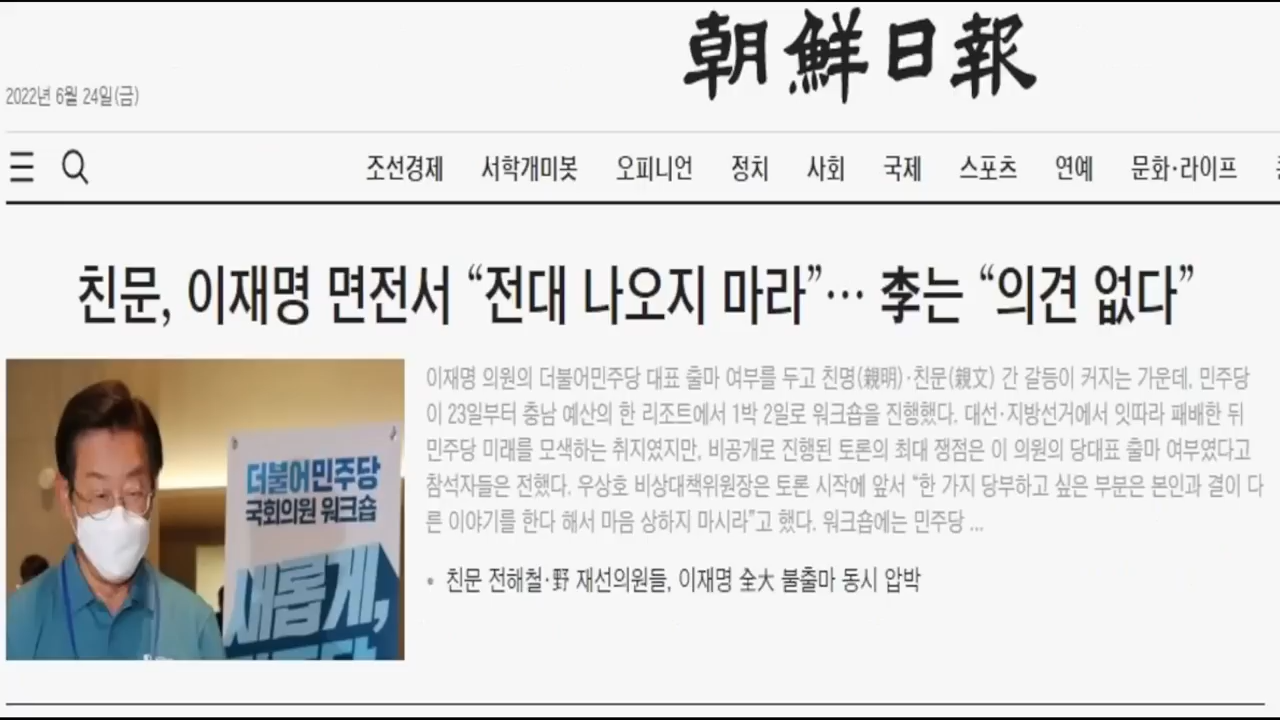 朝鮮日報
2022년 6월 24일(금)
조선경제 서학개미봇 오피니언 정치 사회 국제 스포츠 연예 문화·라이프
친문, 이재명 면전서 “전대 나오지 마라”… 李는 “의견 없다”
이재명 의원의 더불어민주당 대표 출마 여부를 두고 친명(親明)·친문(親文) 간 갈등이 커지는 가운데, 민주당
이 23일부터 충남 예산의 한 리조트에서 1박 2일로 워크숍을 진행했다. 대선·지방선거에서 잇따라 패배한 뒤
민주당 미래를 모색하는 취지였지만, 비공개로 진행된 토론의 최대 쟁점은 이 의원의 당대표 출마 여부였하고
참석자들은 전했다. 우상호 비상대책위원장은 토론 시작에 앞서 “한 가지 당부하고 싶은 부분은 본인과 결이 다
른 이야기를 한다 해서 마음 상하지 마시라”고 했다. 워크숍에는 민주당 ...
• 친문 전해철·野 재선의원들, 이재명 全大 불출마 동시 압박
더불어민주당
국회의원 워크숍
새롭게,